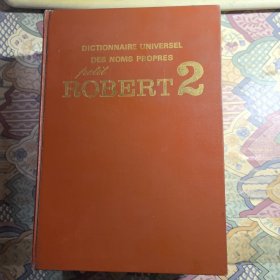 DICTIONNAIRE UNIVERSEL
DES NOMS PROPRES
petit
ROBERT 2